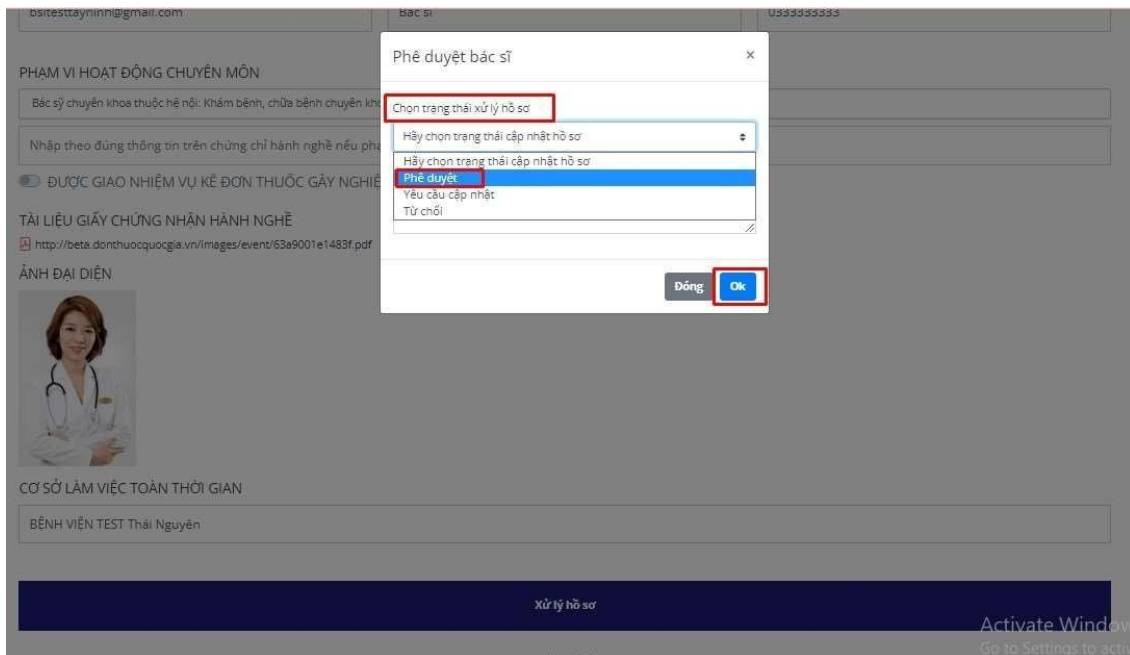 bsitesttayninh@gmail.com
Bác sĩ
0333333333
Phê duyệt bác sĩ
×
PHẠM VI HOẠT ĐỘNG CHUYÊN MÔN
Bác sỹ chuyên khoa thuộc hệ nội: Khám bệnh, chữa bệnh chuyên
Chọn trạng thái xử lý hồ sơ
Hãy chọn trạng thái cập nhật hồ sơ
Nhập theo đúng thông tin trên chứng chỉ hành nghề nếu
Hãy chọn trạng thái cập nhật hồ sơ
Phê duyệt
Yêu cầu cập nhật
Từ chối
ĐƯỢC GIAO NHIỆM VỤ KÊ ĐƠN THUỐC GÂY
TÀI LIỆU GIẤY CHỨNG NHẬN HÀNH NGHỀ
http://beta.donthuocquocgia.vn/images/event/63a9001e1483f.pdf
ẢNH ĐẠI DIỆN
Đóng
Ok
CƠ SỞ LÀM VIỆC TOÀN THỜI GIAN
BỆNH VIỆN TEST Thái Nguyên
Xử lý hồ sơ
Activate Window
Go to Settings to